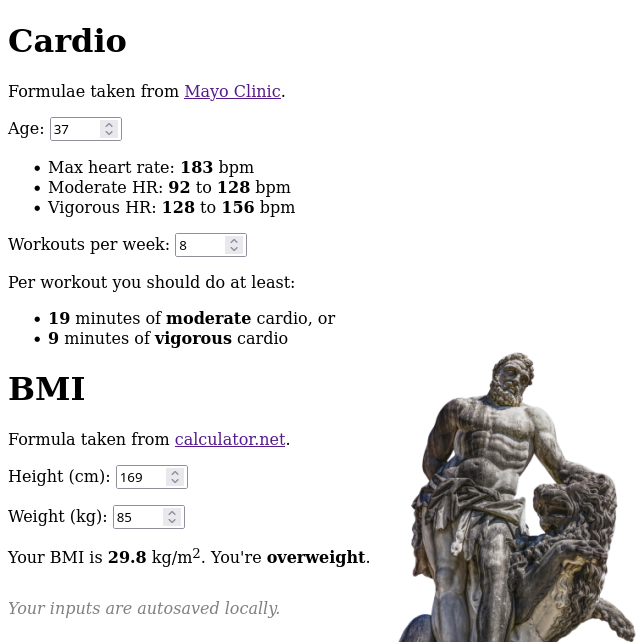 Cardio
Formulae taken from Mayo Clinic.
Age: 37
• Max heart rate: 183 bpm
• Moderate HR: 92 to 128 bpm
• Vigorous HR: 128 to 156 bpm
Workouts per week: 8
Per workout you should do at least:
• 19 minutes of moderate cardio, or
• 9 minutes of vigorous cardio
BMI
Formula taken from calculator.net.
Height (cm): 169
Weight (kg): 85
Your BMI is 29.8 kg/m². You're overweight.
Your inputs are autosaved locally.